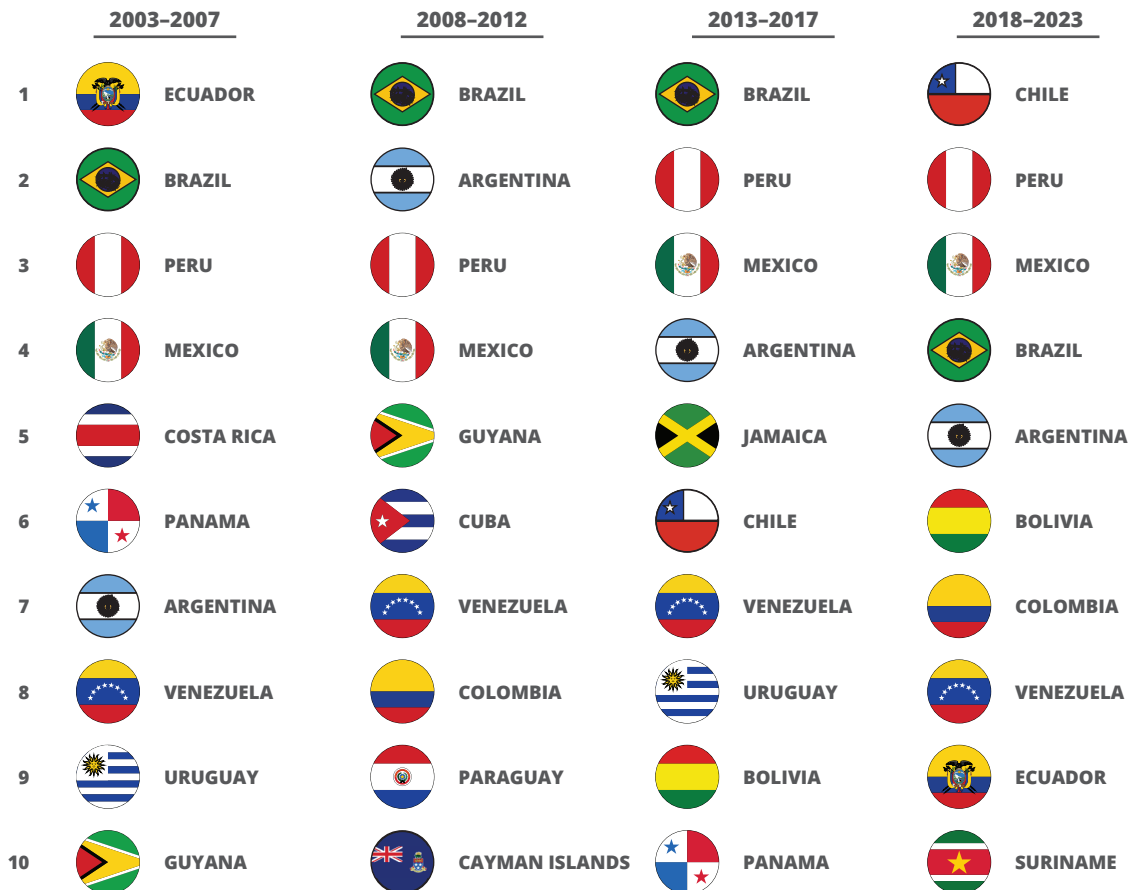 2003–2007 2008–2012 2013–2017 2018–2023
1 ECUADOR BRAZIL BRAZIL CHILE
2 BRAZIL ARGENTINA PERU PERU
3 PERU PERU MEXICO MEXICO
4 MEXICO MEXICO ARGENTINA BRAZIL
5 COSTA RICA GUYANA JAMAICA ARGENTINA
6 PANAMA CUBA CHILE BOLIVIA
7 ARGENTINA VENEZUELA VENEZUELA COLOMBIA
8 VENEZUELA COLOMBIA URUGUAY VENEZUELA
9 URUGUAY PARAGUAY BOLIVIA ECUADOR
10 GUYANA CAYMAN ISLANDS PANAMA SURINAME